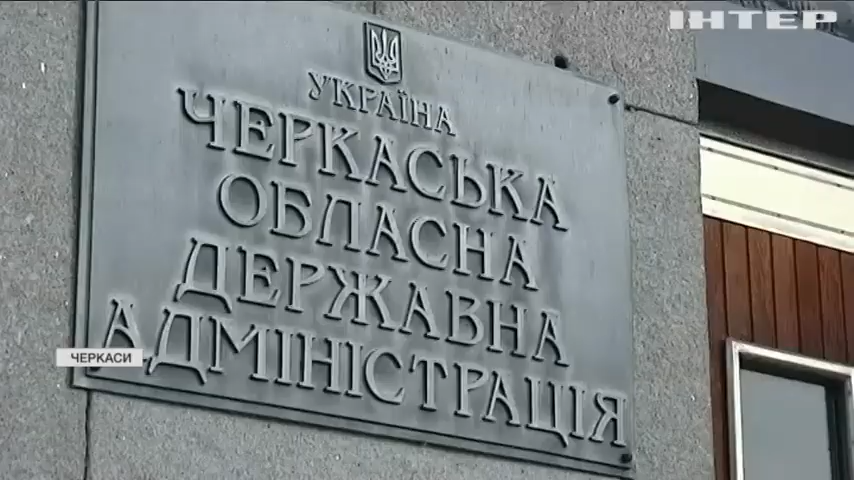 ІНТЕР
УКРАЇНА
ЧЕРКАСЬКА
ОБЛАСНА
ДЕРЖАВНА
АДМІНІСТРАЦІЯ
ЧЕРКАСИ